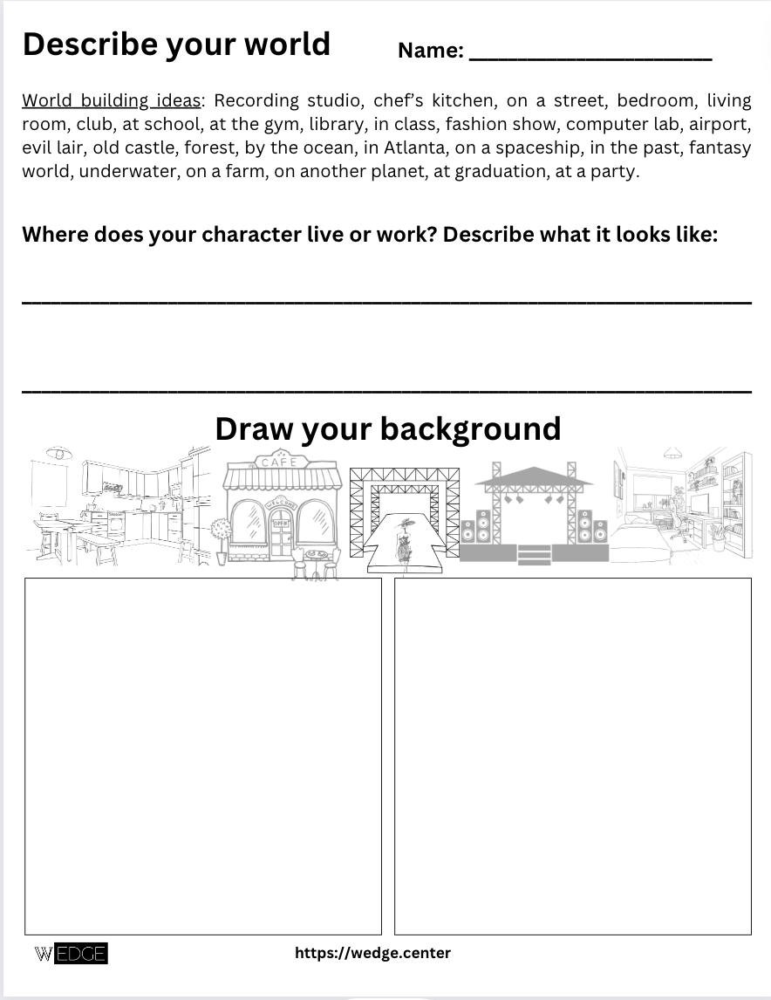 Describe your world
Name: _________________________
World building ideas: Recording studio, chef’s kitchen, on a street, bedroom, living
room, club, at school, at the gym, library, in class, fashion show, computer lab, airport,
evil lair, old castle, forest, by the ocean, in Atlanta, on a spaceship, in the past, fantasy
world, underwater, on a farm, on another planet, at graduation, at a party.
Where does your character live or work? Describe what it looks like:
Draw your background
CAFE
WELCOME
OPEN
WEDGE
https://wedge.center